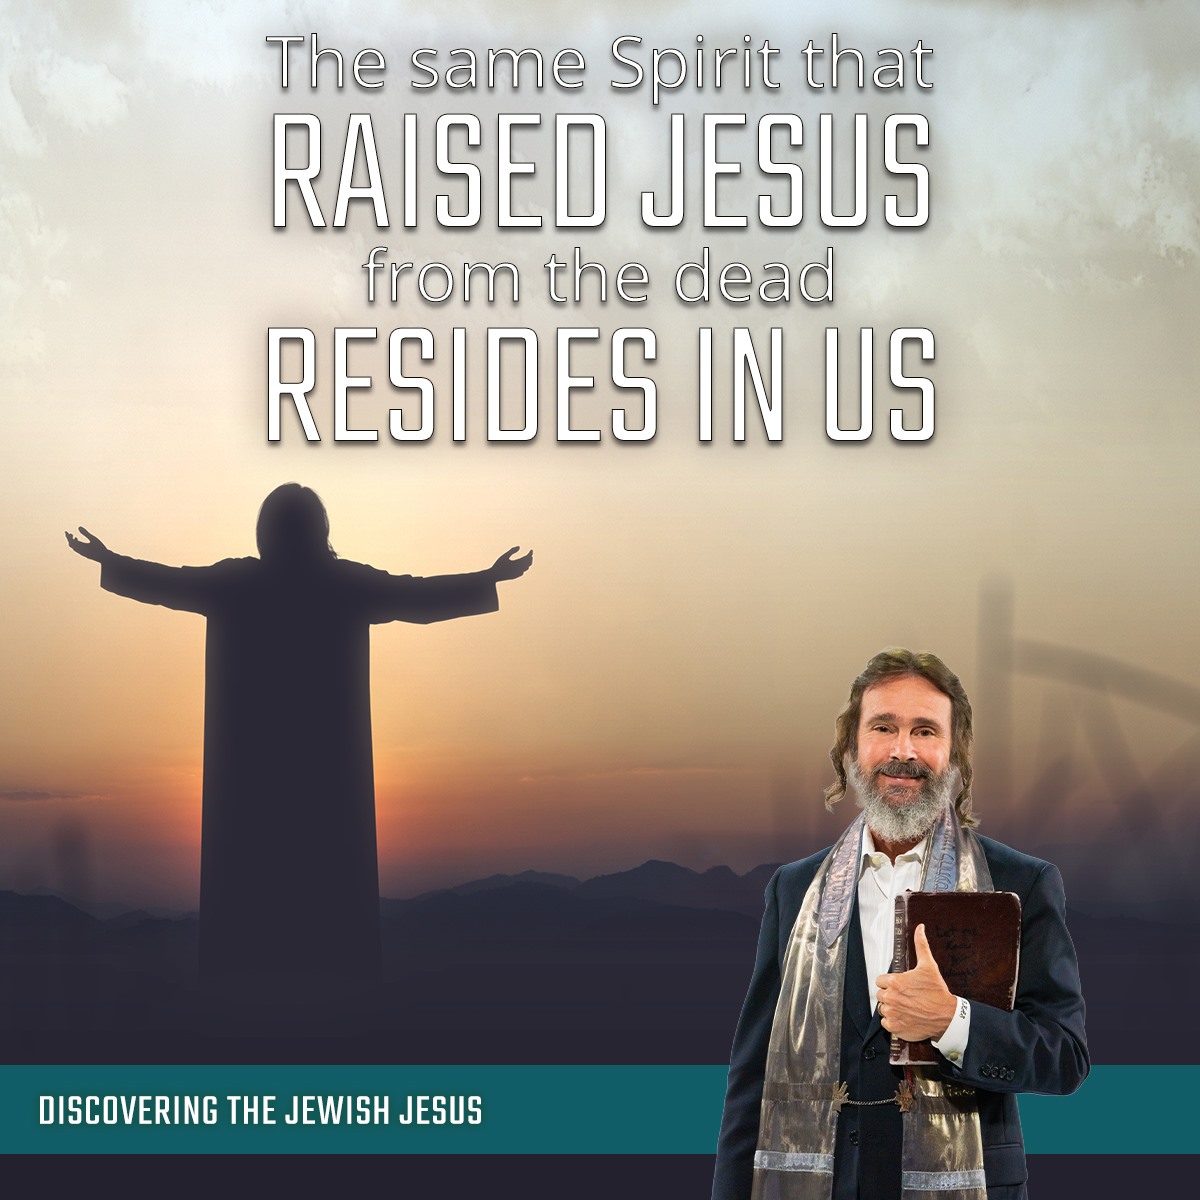 The same Spirit that
RAISED JESUS
from the dead
RESIDES IN US
DISCOVERING THE JEWISH JESUS